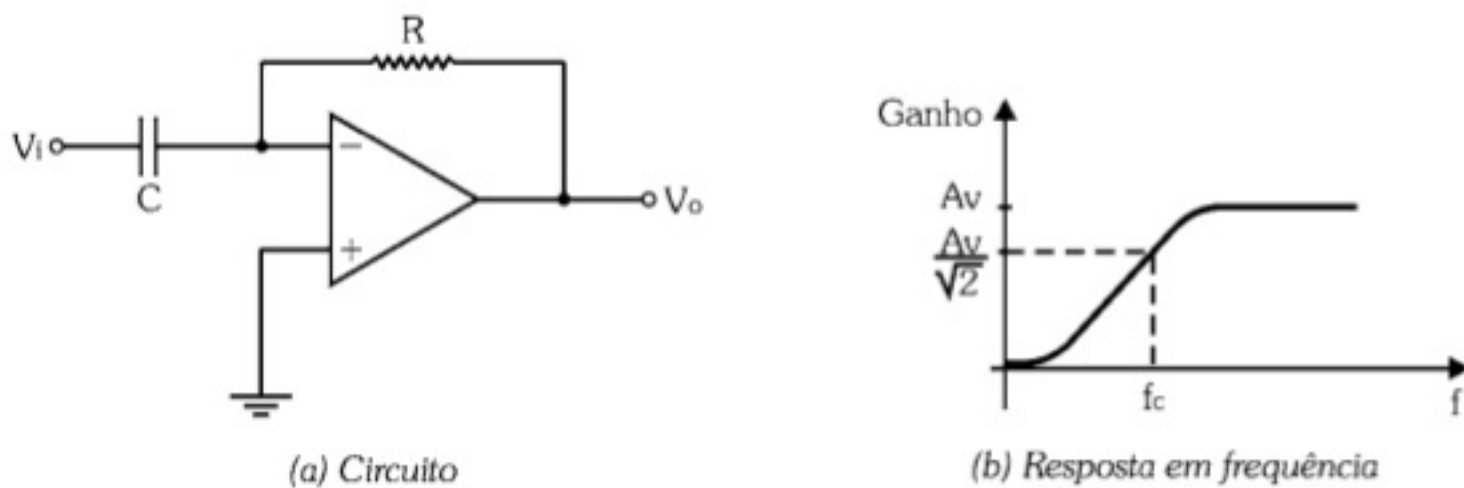 R
Vi
C
−
+
Vo
(a) Circuito
Ganho
Av
Av
√2
fc
f
(b) Resposta em frequência